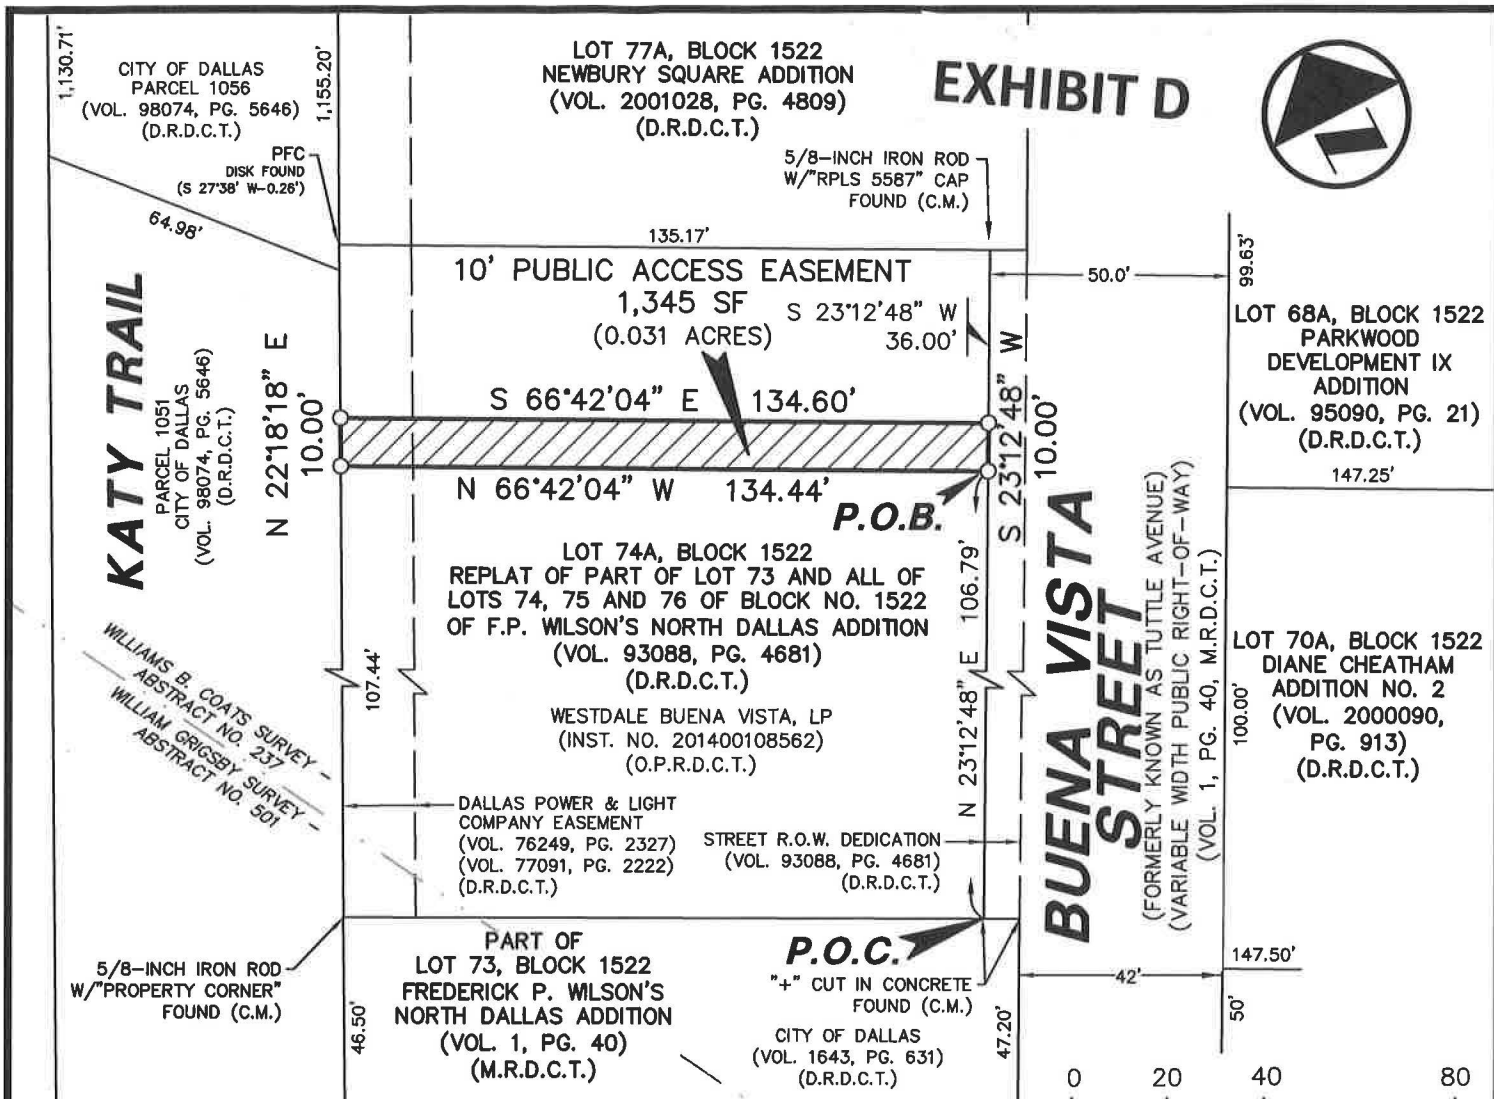 EXHIBIT D
1,130.71'
CITY OF DALLAS
PARCEL 1056
(VOL. 98074, PG. 5646)
(D.R.D.C.T.)
1,155.20'
PFC
DISK FOUND
(S 27°38' W-0.26')
64.98'
LOT 77A, BLOCK 1522
NEWBURY SQUARE ADDITION
(VOL. 2001028, PG. 4809)
(D.R.D.C.T.)
5/8-INCH IRON ROD
W/"RPLS 5587" CAP
FOUND (C.M.)
N
135.17'
10' PUBLIC ACCESS EASEMENT
1,345 SF
(0.031 ACRES)
S 23°12'48" W
36.00'
50.0'
99.63'
LOT 68A, BLOCK 1522
PARKWOOD
DEVELOPMENT IX
ADDITION
(VOL. 95090, PG. 21)
(D.R.D.C.T.)
147.25'
KATY TRAIL
PARCEL 1051
CITY OF DALLAS
(VOL. 98074, PG. 5646)
(D.R.D.C.T.)
N 22°18'18" E
10.00'
S 66°42'04" E 134.60'
N 66°42'04" W 134.44'
P.O.B.
S 23°12'48" W
10.00'
LOT 74A, BLOCK 1522
REPLAT OF PART OF LOT 73 AND ALL OF
LOTS 74, 75 AND 76 OF BLOCK NO. 1522
OF F.P. WILSON'S NORTH DALLAS ADDITION
(VOL. 93088, PG. 4681)
(D.R.D.C.T.)
WESTDALE BUENA VISTA, LP
(INST. NO. 201400108562)
(O.P.R.D.C.T.)
107.44'
N 23°12'48" E 106.79'
BUENA VISTA
STREET
(FORMERLY KNOWN AS TUTTLE AVENUE)
(VARIABLE WIDTH PUBLIC RIGHT-OF-WAY)
(VOL. 1, PG. 40, M.R.D.C.T.)
LOT 70A, BLOCK 1522
DIANE CHEATHAM
ADDITION NO. 2
(VOL. 2000090,
PG. 913)
(D.R.D.C.T.)
100.00'
147.50'
WILLIAMS B. COATS SURVEY
ABSTRACT NO. 237
WILLIAM GRIGSBY SURVEY
ABSTRACT NO. 501
DALLAS POWER & LIGHT
COMPANY EASEMENT
(VOL. 76249, PG. 2327)
(VOL. 77091, PG. 2222)
(D.R.D.C.T.)
STREET R.O.W. DEDICATION
(VOL. 93088, PG. 4681)
(D.R.D.C.T.)
5/8-INCH IRON ROD
W/"PROPERTY CORNER"
FOUND (C.M.)
46.50'
PART OF
LOT 73, BLOCK 1522
FREDERICK P. WILSON'S
NORTH DALLAS ADDITION
(VOL. 1, PG. 40)
(M.R.D.C.T.)
P.O.C.
"+" CUT IN CONCRETE
FOUND (C.M.)
CITY OF DALLAS
(VOL. 1643, PG. 631)
(D.R.D.C.T.)
47.20'
42'
50'
0 20 40 80